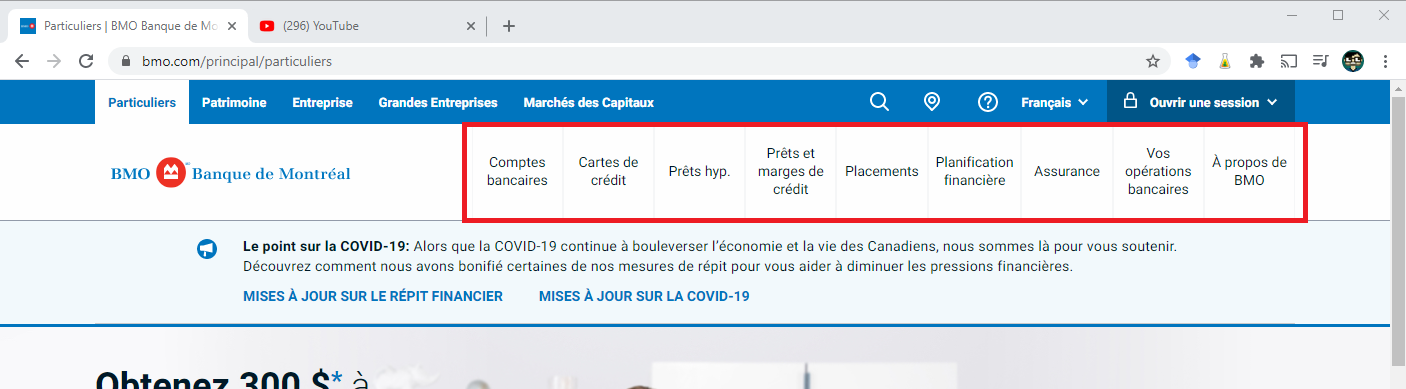 Particuliers | BMO Banque de Mo
(296) YouTube
bmo.com/principal/particuliers
Particuliers
Patrimoine
Entreprise
Grandes Entreprises
Marchés des Capitaux
Français
Ouvrir une session
BMO Banque de Montréal
Comptes
bancaires
Cartes de
crédit
Prêts hyp.
Prêts et
marges de
crédit
Placements
Planification
financière
Assurance
Vos
opérations
bancaires
À propos de
BMO
Le point sur la COVID-19: Alors que la COVID-19 continue à bouleverser l'économie et la vie des Canadiens, nous sommes là pour vous soutenir.
Découvrez comment nous avons bonifié certaines de nos mesures de répit pour vous aider à diminuer les pressions financières.
MISES À JOUR SUR LE RÉPIT FINANCIER
MISES À JOUR SUR LA COVID-19
Obtenez 300 $* à